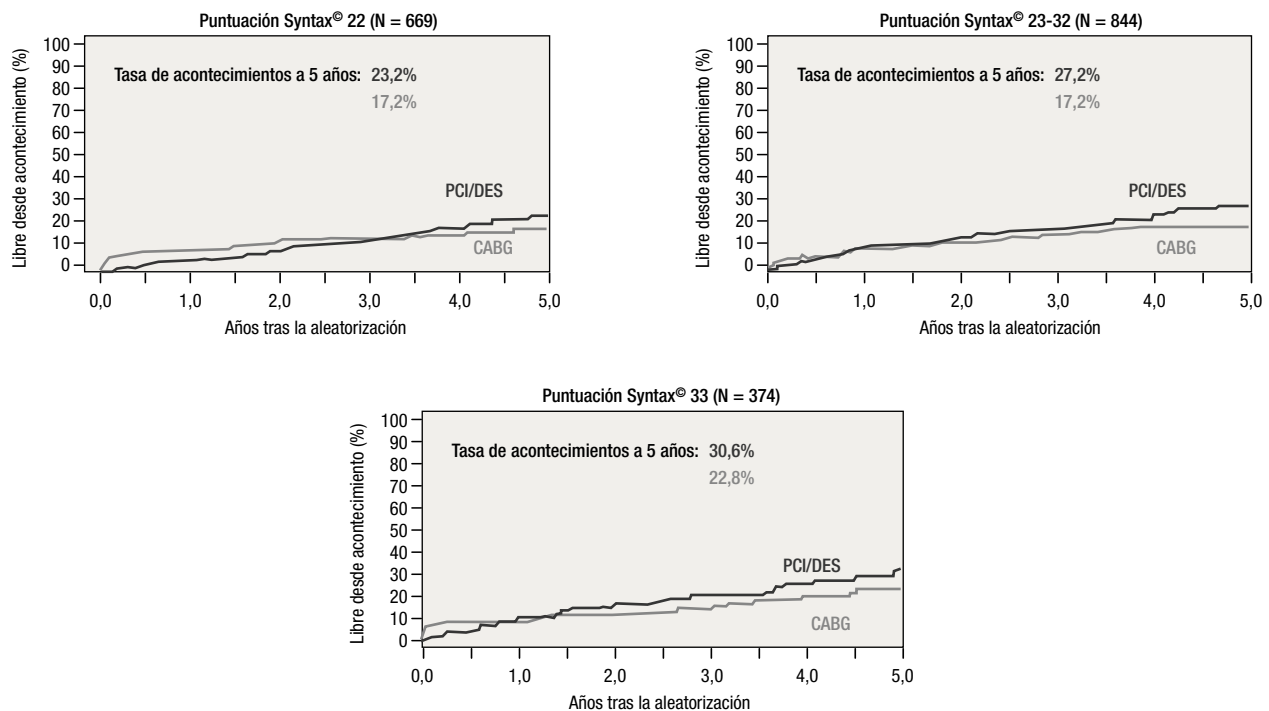 Puntuación Syntax© 22 (N = 669)
Libre desde acontecimiento (%)
100
90
80
70
60
50
40
30
20
10
0
Tasa de acontecimientos a 5 años: 23,2%
17,2%
PCI/DES
CABG
0,0 1,0 2,0 3,0 4,0 5,0
Años tras la aleatorización
Puntuación Syntax© 23-32 (N = 844)
Libre desde acontecimiento (%)
100
90
80
70
60
50
40
30
20
10
0
Tasa de acontecimientos a 5 años: 27,2%
17,2%
PCI/DES
CABG
0,0 1,0 2,0 3,0 4,0 5,0
Años tras la aleatorización
Puntuación Syntax© 33 (N = 374)
Libre desde acontecimiento (%)
100
90
80
70
60
50
40
30
20
10
0
Tasa de acontecimientos a 5 años: 30,6%
22,8%
PCI/DES
CABG
0,0 1,0 2,0 3,0 4,0 5,0
Años tras la aleatorización